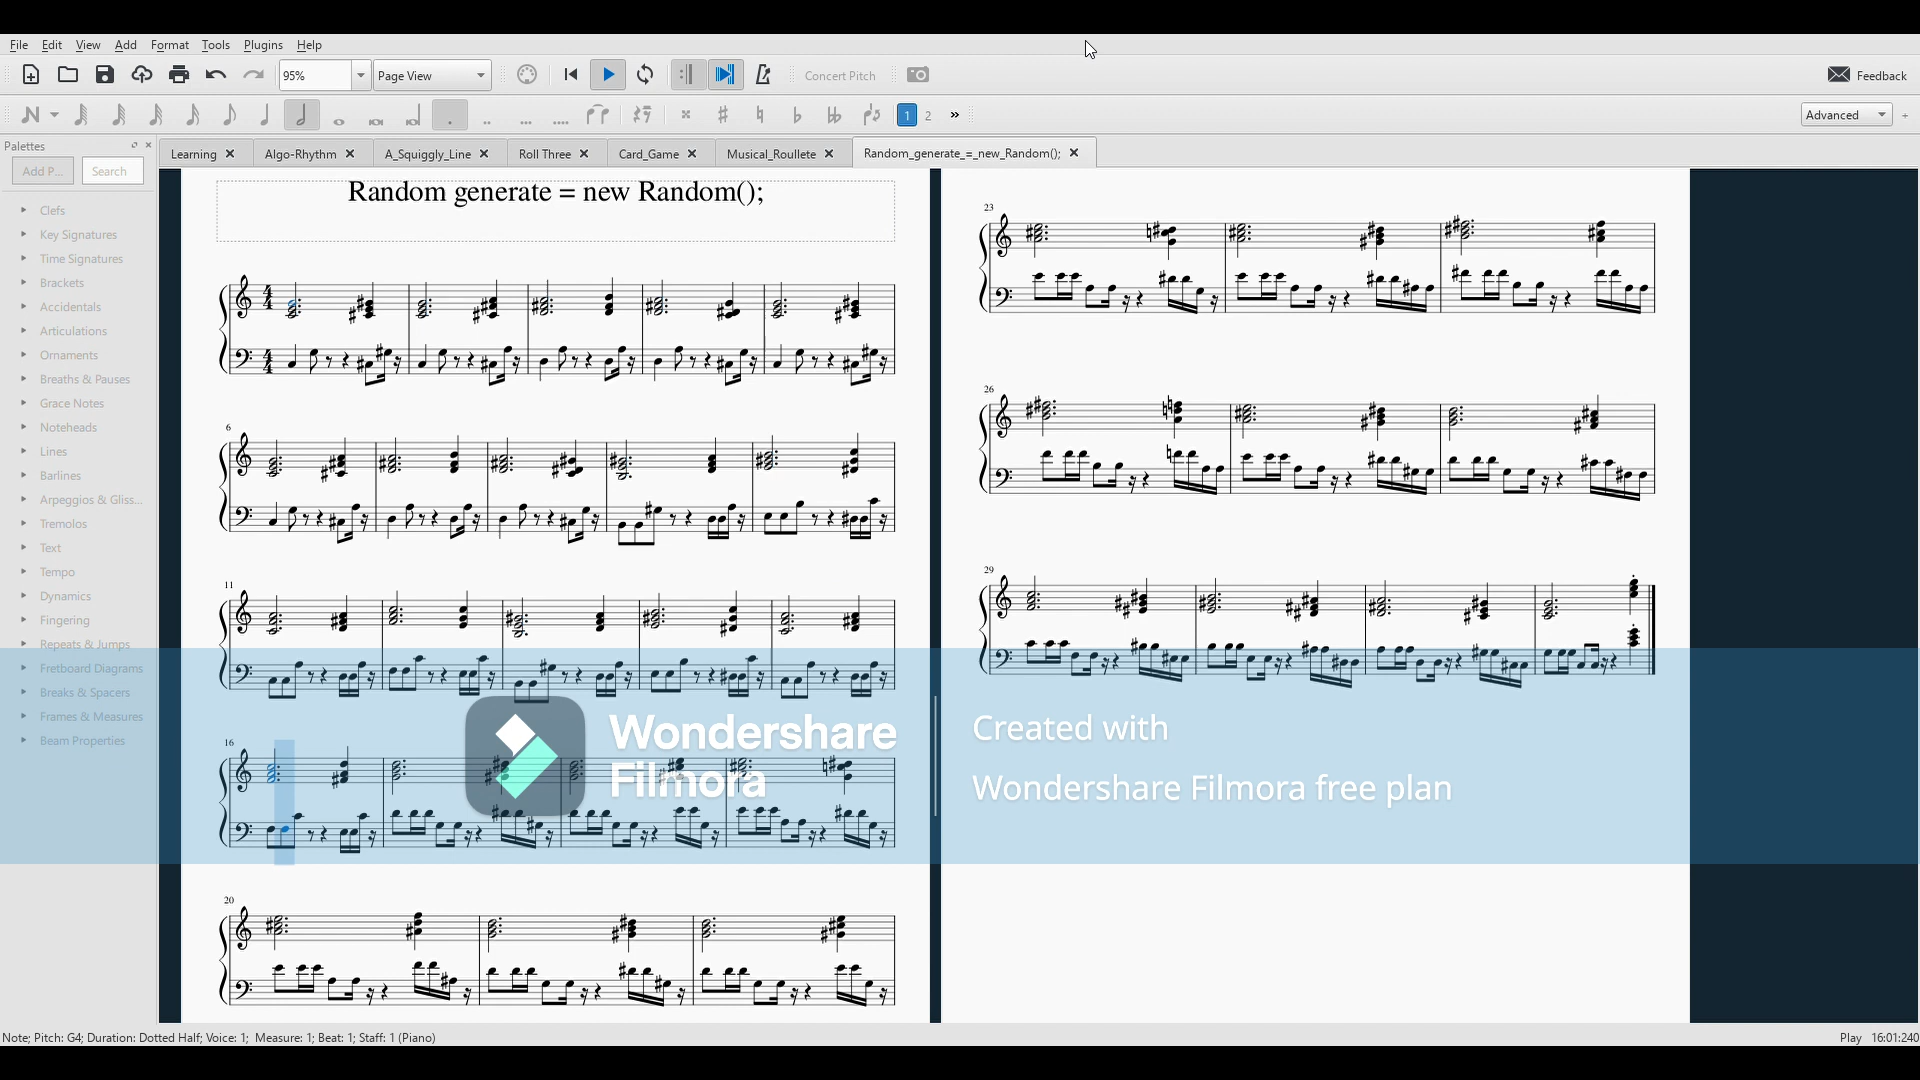 File Edit View Add Format Tools Plugins Help
95% Page View Concert Pitch Feedback
1 2 » Advanced +
Palettes
Learning Algo-Rhythm A_Squiggly_Line Roll Three Card_Game Musical_Roullete Random_generate_=_new_Random();
Add P... Search
Clefs
Key Signatures
Time Signatures
Brackets
Accidentals
Articulations
Ornaments
Breaths & Pauses
Grace Notes
Noteheads
Lines
Barlines
Arpeggios & Gliss...
Tremolos
Text
Tempo
Dynamics
Fingering
Repeats & Jumps
Fretboard Diagrams
Breaks & Spacers
Frames & Measures
Beam Properties
Random generate = new Random();
6
11
16
20
23
26
29
Wondershare
Filmora
Created with
Wondershare Filmora free plan
Note; Pitch: G4; Duration: Dotted Half; Voice: 1; Measure: 1; Beat: 1; Staff: 1 (Piano)
Play 16:01:240